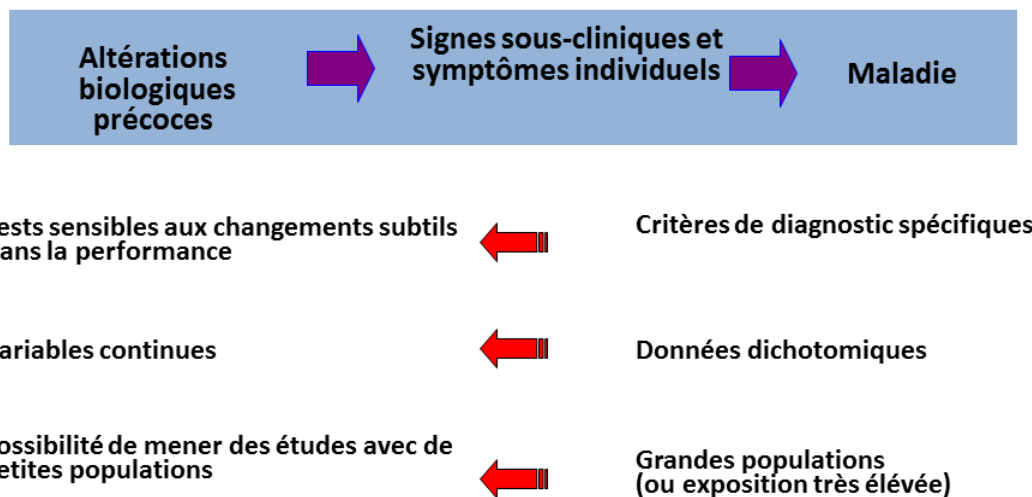 Altérations
biologiques
précoces
Signes sous-cliniques et
symptômes individuels
Maladie
ests sensibles aux changements subtils
ans la performance
Critères de diagnostic spécifiques
ariables continues
Données dichotomiques
ossibilité de mener des études avec de
etites populations
Grandes populations
(ou exposition très élévée)